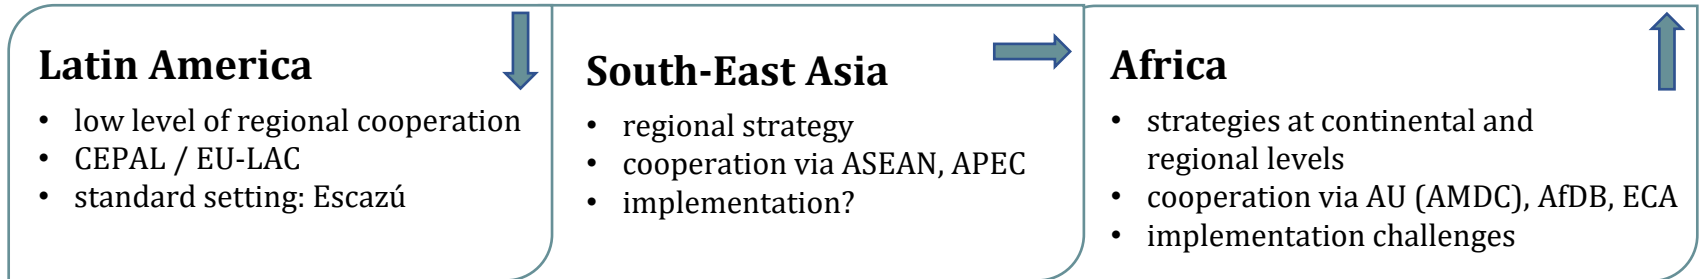 Latin America
• low level of regional cooperation
• CEPAL / EU-LAC
• standard setting: Escazú
South-East Asia
• regional strategy
• cooperation via ASEAN, APEC
• implementation?
Africa
• strategies at continental and
regional levels
• cooperation via AU (AMDC), AfDB, ECA
• implementation challenges